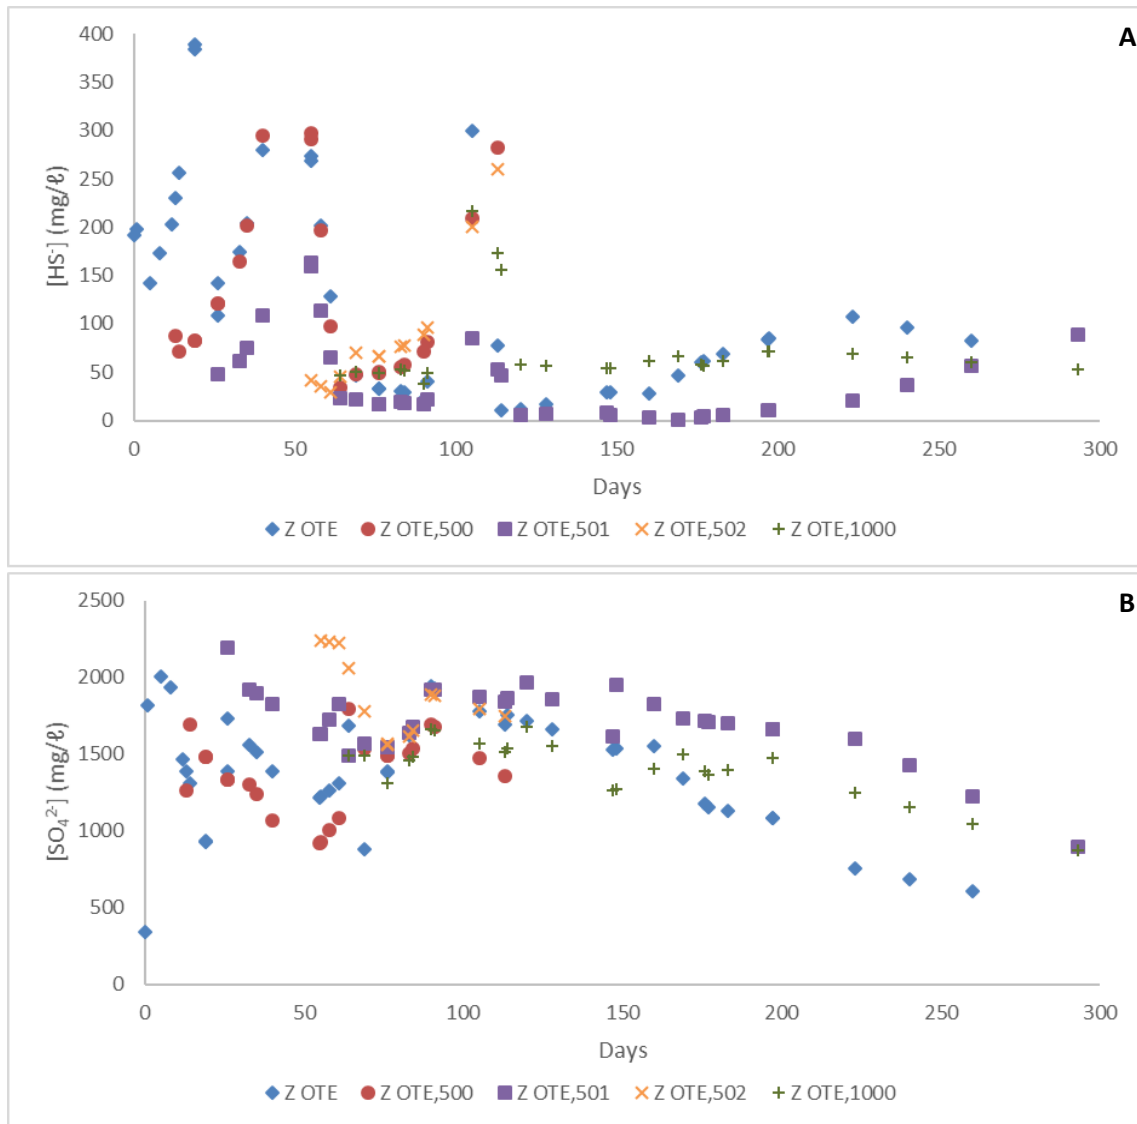 A
400
350
300
250
200
150
100
50
0
[HS⁻] (mg/ℓ)
0 50 100 150 200 250 300
Days
Z OTE Z OTE,500 Z OTE,501 Z OTE,502 Z OTE,1000
B
2500
2000
1500
1000
500
0
[SO₄²⁻] (mg/ℓ)
0 50 100 150 200 250 300
Days
Z OTE Z OTE,500 Z OTE,501 Z OTE,502 Z OTE,1000